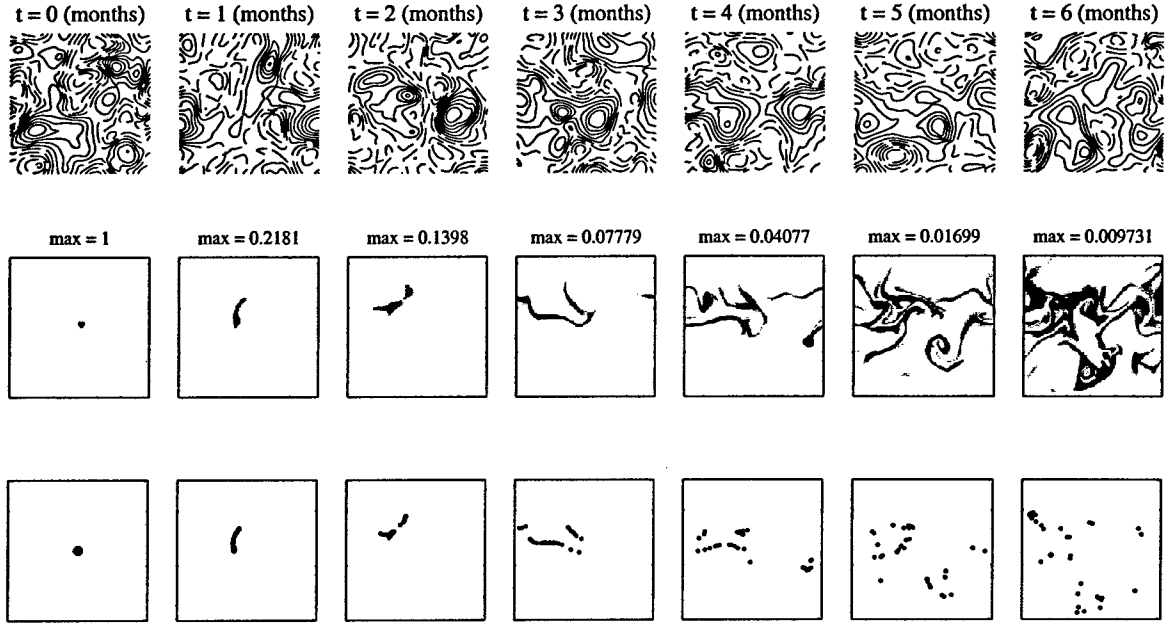 t = 0 (months) t = 1 (months) t = 2 (months) t = 3 (months) t = 4 (months) t = 5 (months) t = 6 (months)
max = 1 max = 0.2181 max = 0.1398 max = 0.07779 max = 0.04077 max = 0.01699 max = 0.009731